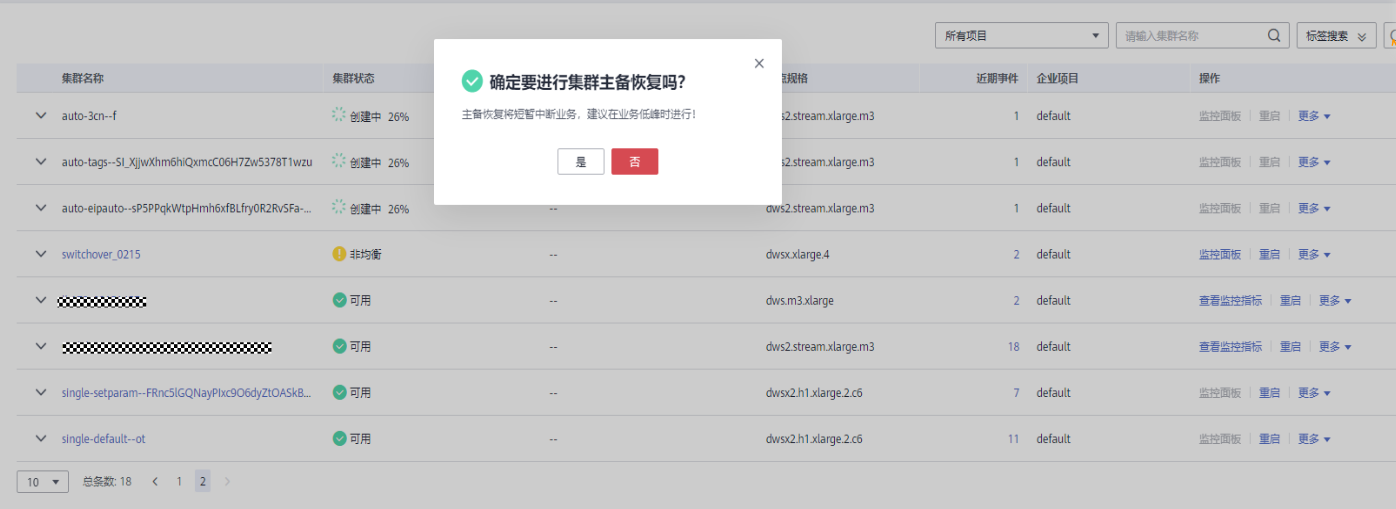 所有项目
请输入集群名称
标签搜索
确定要进行集群主备恢复吗?
主备恢复将短暂中断业务，建议在业务低峰时进行!
是 否
集群名称 集群状态 规格 近期事件 企业项目 操作
auto-3cn--f 创建中 26% s2.stream.xlarge.m3 1 default 监控面板 重启 更多
auto-tags--SI_XjjwXhm6hiQxmcC06H7Zw5378T1wzu 创建中 26% s2.stream.xlarge.m3 1 default 监控面板 重启 更多
auto-eipauto--sP5PPqkWtpHmh6xfBLfry0R2RvSFa-... 创建中 26% -- dws2.stream.xlarge.m3 1 default 监控面板 重启 更多
switchover_0215 非均衡 -- dwsx.xlarge.4 2 default 监控面板 重启 更多
可用 -- dws.m3.xlarge 2 default 查看监控指标 重启 更多
可用 -- dws2.stream.xlarge.m3 18 default 查看监控指标 重启 更多
single-setparam--FRnc5lGQNayPIxc9O6dyZtOASkB... 可用 -- dwsx2.h1.xlarge.2.c6 7 default 监控面板 重启 更多
single-default--ot 可用 -- dwsx2.h1.xlarge.2.c6 11 default 监控面板 重启 更多
10 总条数: 18 < 1 2 >